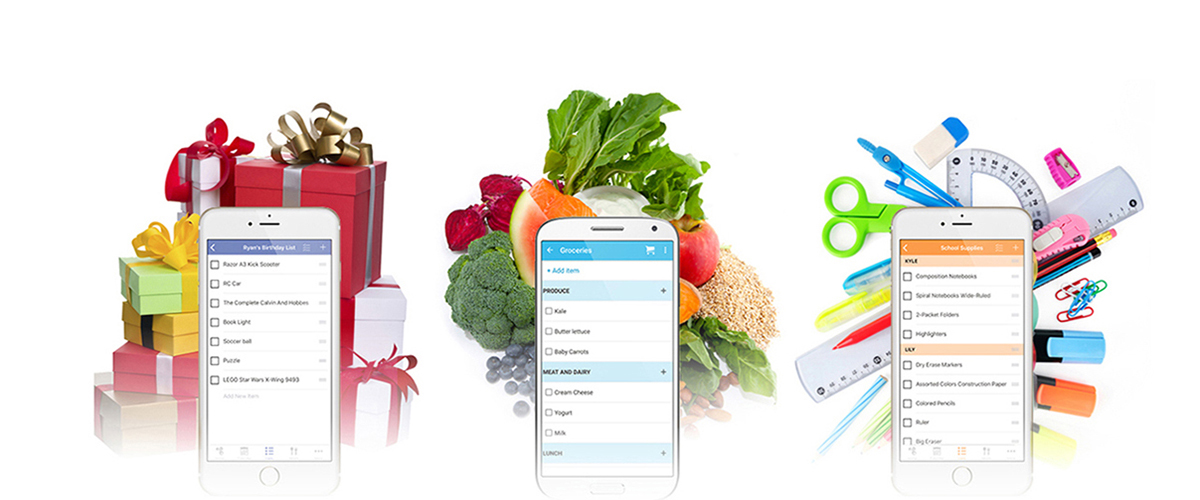 Ryan's Birthday List
Razor A3 Kick Scooter
RC Car
The Complete Calvin And Hobbes
Book Light
Soccer ball
Puzzle
LEGO Star Wars X-Wing 9493
Add new item
Groceries
+ Add item
PRODUCE +
Kale
Butter lettuce
Baby Carrots
MEAT AND DAIRY +
Cream Cheese
Yogurt
Milk
LUNCH +
School Supplies
KYLE
Composition Notebooks
Spiral Notebooks Wide-Ruled
2-Packet Folders
Highlighters
LILY
Dry Erase Markers
Assorted Colors Construction Paper
Colored Pencils
Ruler
Big Eraser